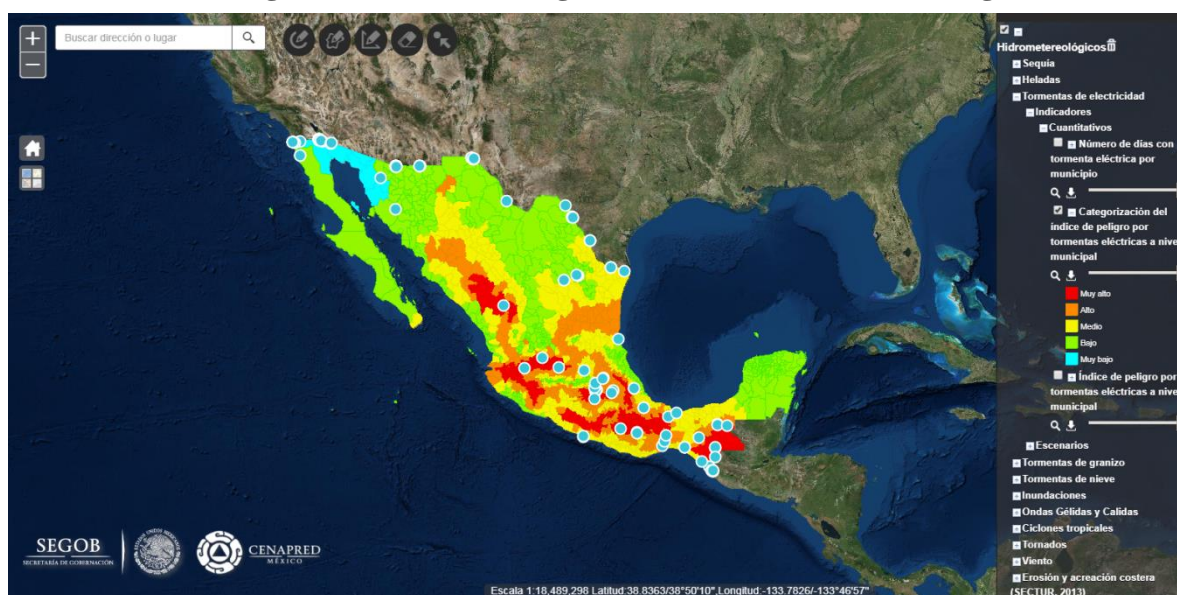 Buscar dirección o lugar
Hidrometereológicos
Sequía
Heladas
Tormentas de electricidad
Indicadores
Cuantitativos
Número de días con
tormenta eléctrica por
municipio
Categorización del
índice de peligro por
tormentas eléctricas a nive
municipal
Muy alto
Alto
Medio
Bajo
Muy bajo
Índice de peligro por
tormentas eléctricas a nive
municipal
Escenarios
Tormentas de granizo
Tormentas de nieve
Inundaciones
Ondas Gélidas y Calidas
Ciclones tropicales
Tornados
Viento
Erosión y acreación costera
(SECTUR, 2013)
SEGOB
SECRETARÍA DE GOBERNACIÓN
CENAPRED
MÉXICO
Escala 1:18,489,298 Latitud:38.8363/38°50'10",Longitud:-133.7826/-133°46'57"